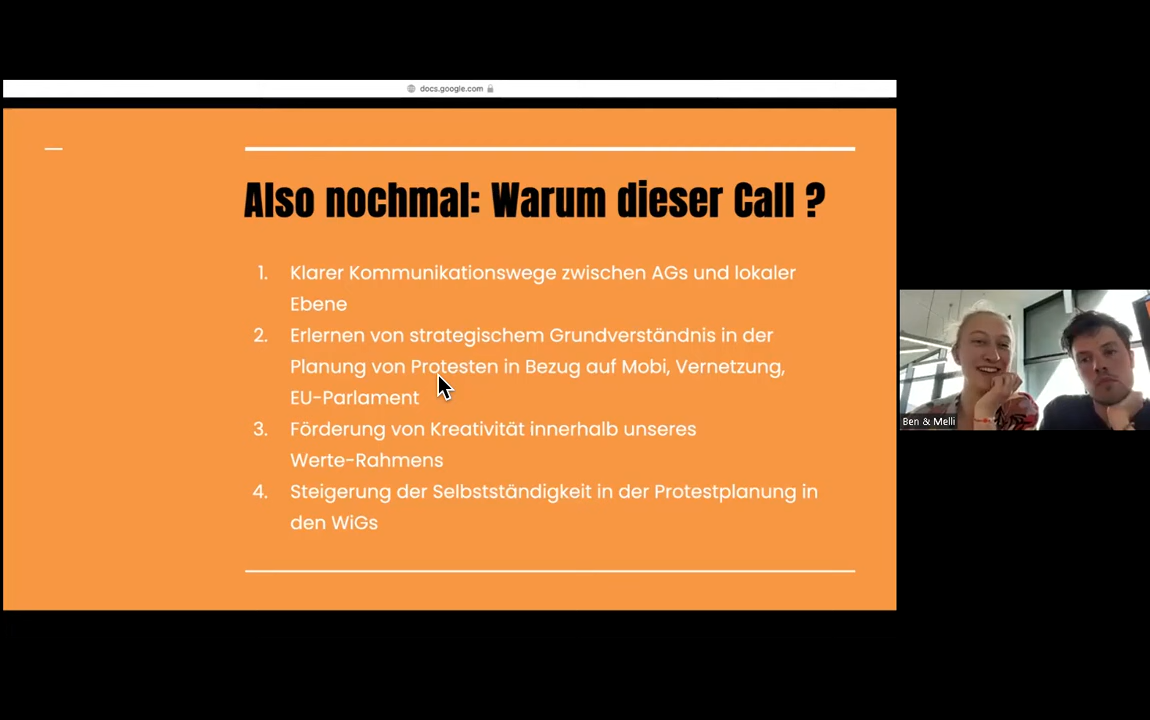 docs.google.com
Also nochmal: Warum dieser Call ?
1. Klarer Kommunikationswege zwischen AGs und lokaler
Ebene
2. Erlernen von strategischem Grundverständnis in der
Planung von Protesten in Bezug auf Mobi, Vernetzung,
EU-Parlament
3. Förderung von Kreativität innerhalb unseres
Werte-Rahmens
4. Steigerung der Selbstständigkeit in der Protestplanung in
den WiGs
Ben & Melli